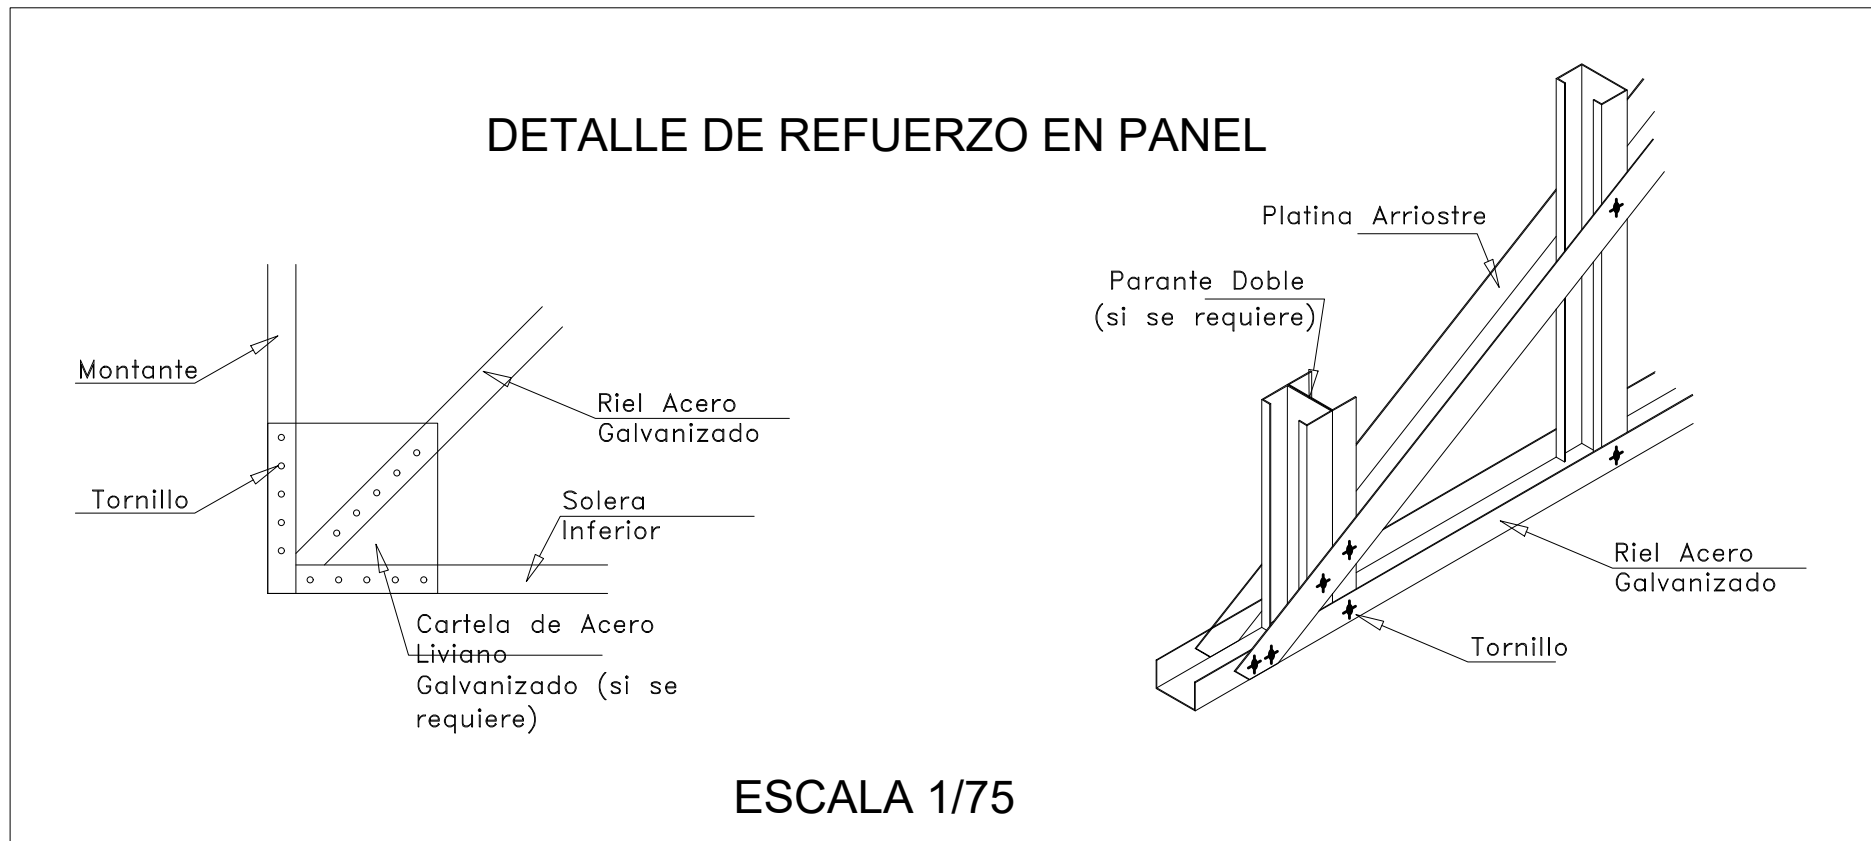 DETALLE DE REFUERZO EN PANEL
Montante
Tornillo
Riel Acero
Galvanizado
Solera
Inferior
Cartela de Acero
Liviano
Galvanizado (si se
requiere)
Platina Arriostre
Parante Doble
(si se requiere)
Riel Acero
Galvanizado
Tornillo
ESCALA 1/75